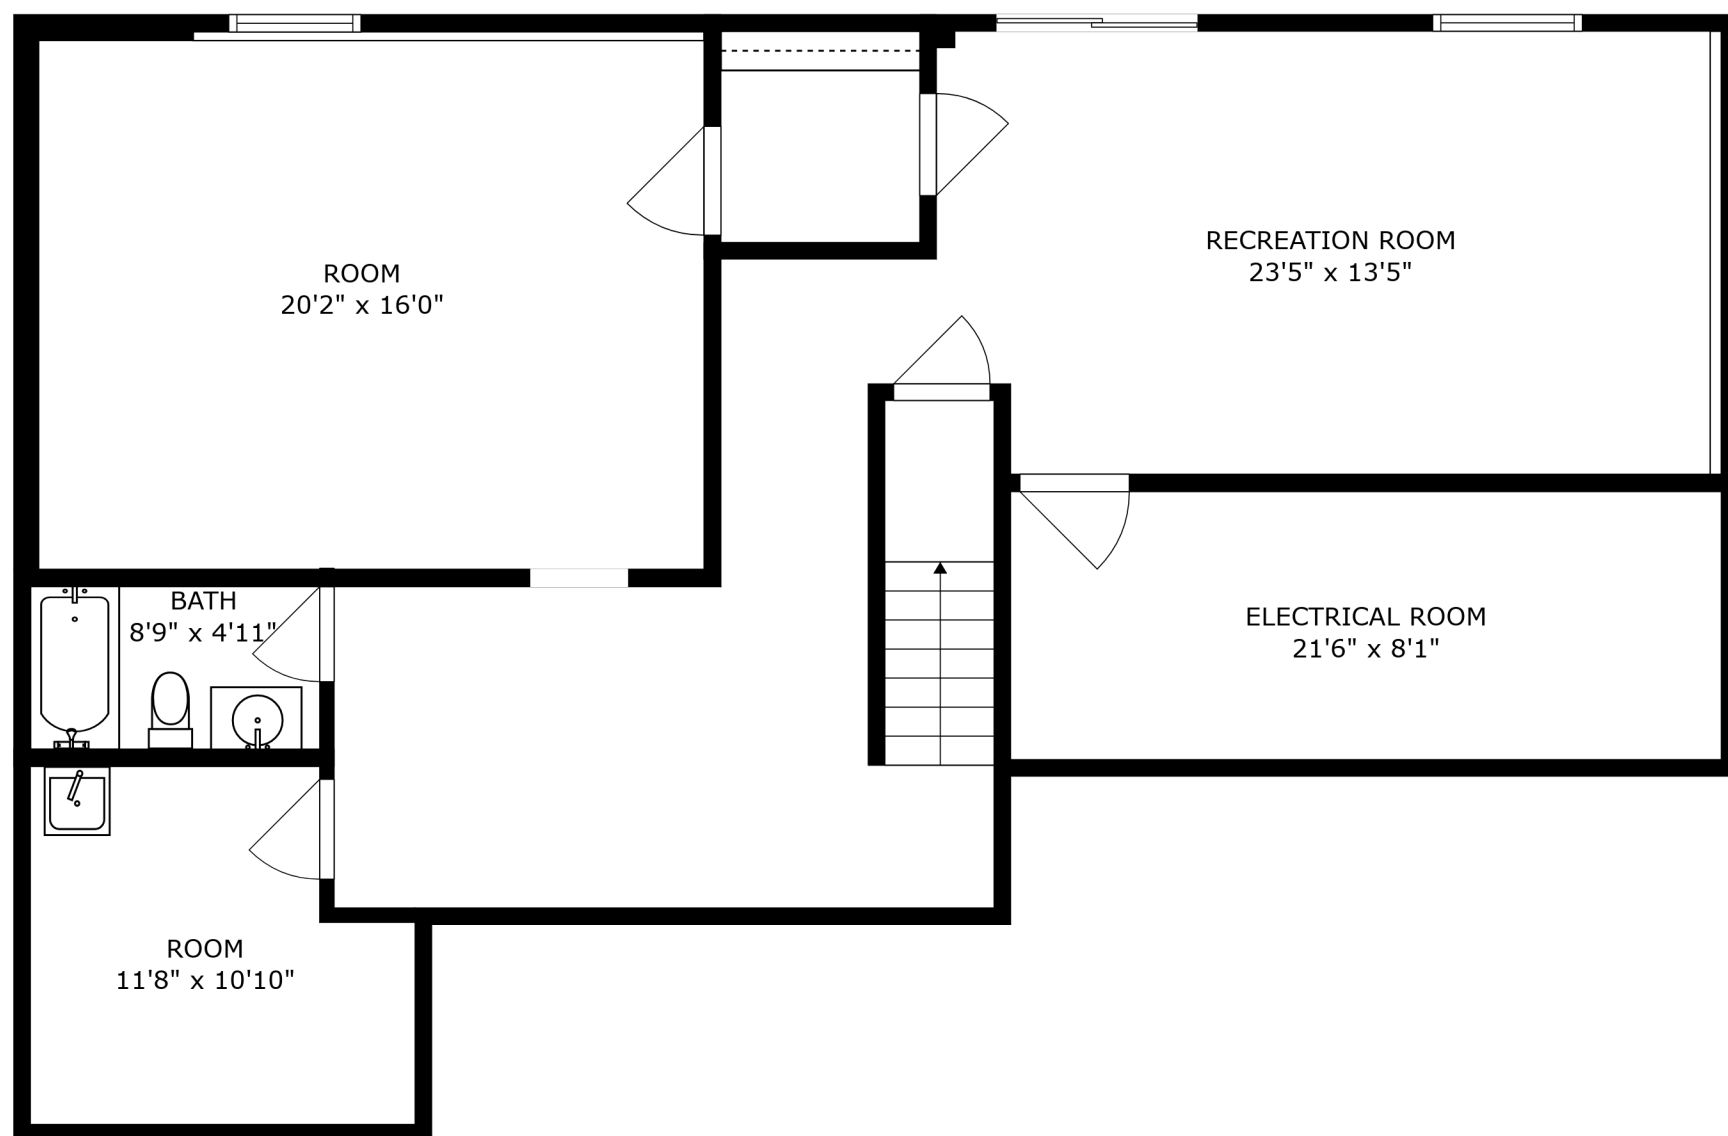 RECREATION ROOM
23'5" x 13'5"
ROOM
20'2" x 16'0"
BATH
8'9" x 4'11"
ELECTRICAL ROOM
21'6" x 8'1"
ROOM
11'8" x 10'10"